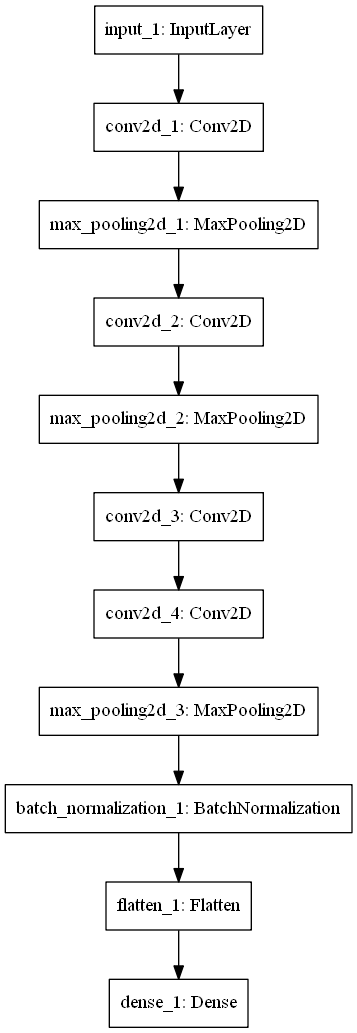 input_1: InputLayer
conv2d_1: Conv2D
max_pooling2d_1: MaxPooling2D
conv2d_2: Conv2D
max_pooling2d_2: MaxPooling2D
conv2d_3: Conv2D
conv2d_4: Conv2D
max_pooling2d_3: MaxPooling2D
batch_normalization_1: BatchNormalization
flatten_1: Flatten
dense_1: Dense